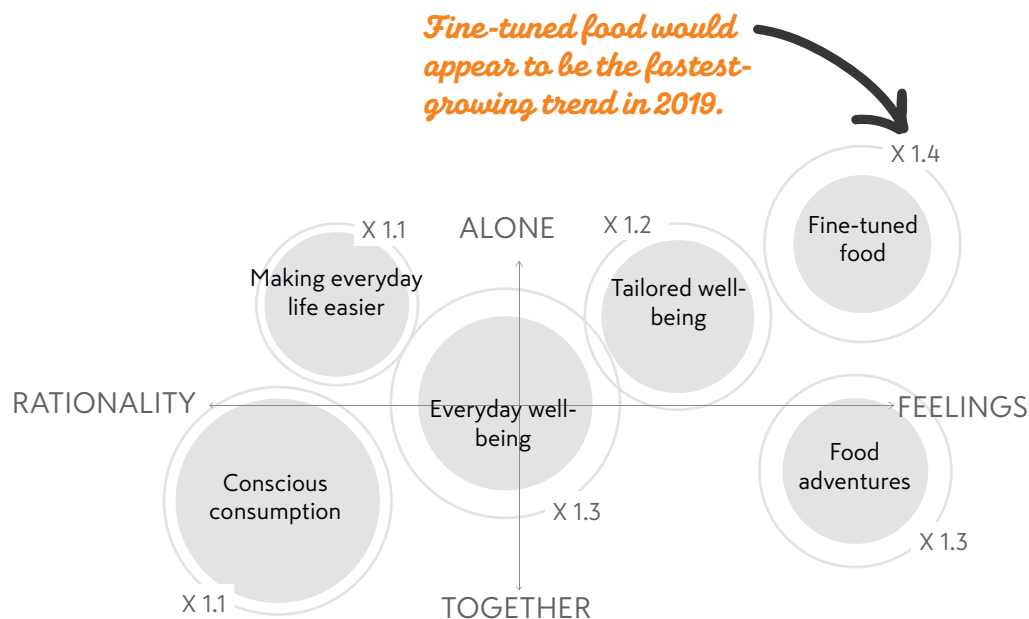 Fine-tuned food would
appear to be the fastest-
growing trend in 2019.
X 1.4
X 1.1
ALONE
X 1.2
Fine-tuned
food
Making everyday
life easier
Tailored well-
being
RATIONALITY
FEELINGS
Everyday well-
being
Food
adventures
Conscious
consumption
X 1.3
X 1.3
X 1.1
TOGETHER